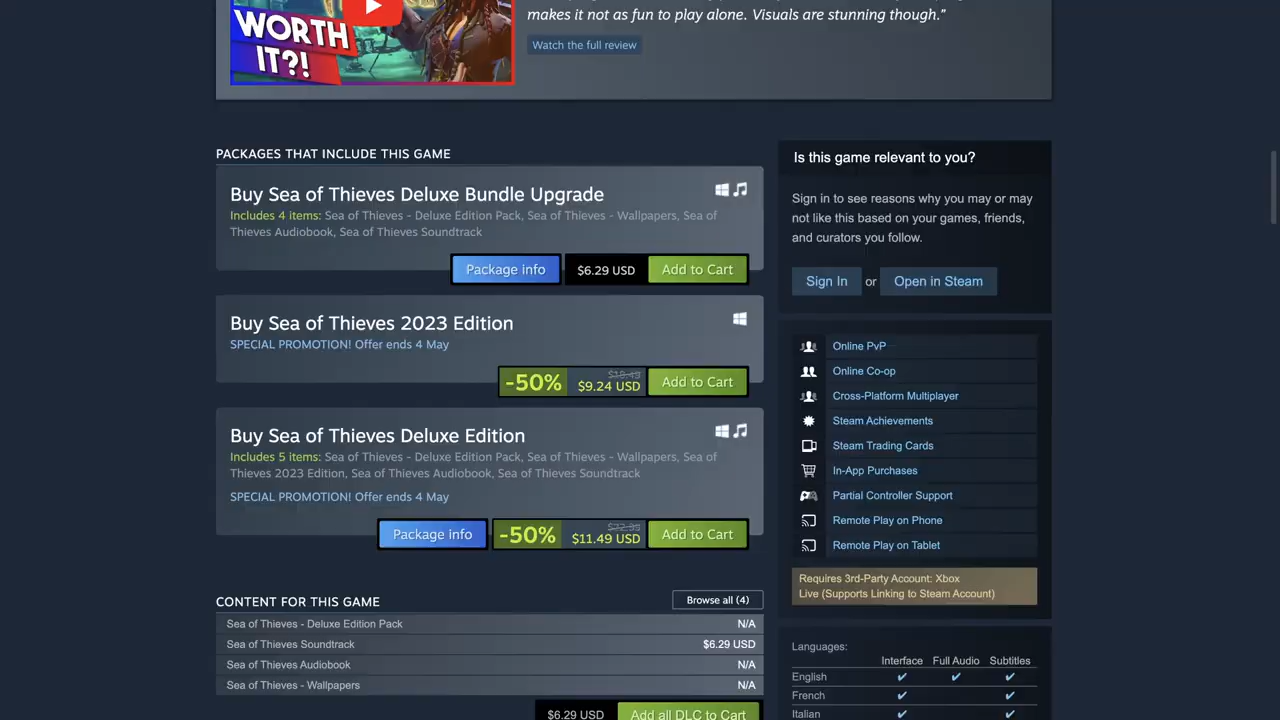 makes it not as fun to play alone. Visuals are stunning though."
WORTH
IT?!
Watch the full review
PACKAGES THAT INCLUDE THIS GAME
Buy Sea of Thieves Deluxe Bundle Upgrade
Includes 4 items: Sea of Thieves - Deluxe Edition Pack, Sea of Thieves - Wallpapers, Sea of
Thieves Audiobook, Sea of Thieves Soundtrack
Package info
$6.29 USD
Add to Cart
Buy Sea of Thieves 2023 Edition
SPECIAL PROMOTION! Offer ends 4 May
-50%
$18.49
$9.24 USD
Add to Cart
Buy Sea of Thieves Deluxe Edition
Includes 5 items: Sea of Thieves - Deluxe Edition Pack, Sea of Thieves - Wallpapers, Sea of
Thieves 2023 Edition, Sea of Thieves Audiobook, Sea of Thieves Soundtrack
SPECIAL PROMOTION! Offer ends 4 May
Package info
-50%
$11.49 USD
Add to Cart
CONTENT FOR THIS GAME
Browse all (4)
Sea of Thieves - Deluxe Edition Pack N/A
Sea of Thieves Soundtrack $6.29 USD
Sea of Thieves Audiobook N/A
Sea of Thieves - Wallpapers N/A
$6.29 USD
Add all DLC to Cart
Is this game relevant to you?
Sign in to see reasons why you may or may
not like this based on your games, friends,
and curators you follow.
Sign In or Open in Steam
Online PvP
Online Co-op
Cross-Platform Multiplayer
Steam Achievements
Steam Trading Cards
In-App Purchases
Partial Controller Support
Remote Play on Phone
Remote Play on Tablet
Requires 3rd-Party Account: Xbox
Live (Supports Linking to Steam Account)
Languages:
Interface Full Audio Subtitles
English ✔ ✔ ✔
French ✔ ✔
Italian ✔ ✔